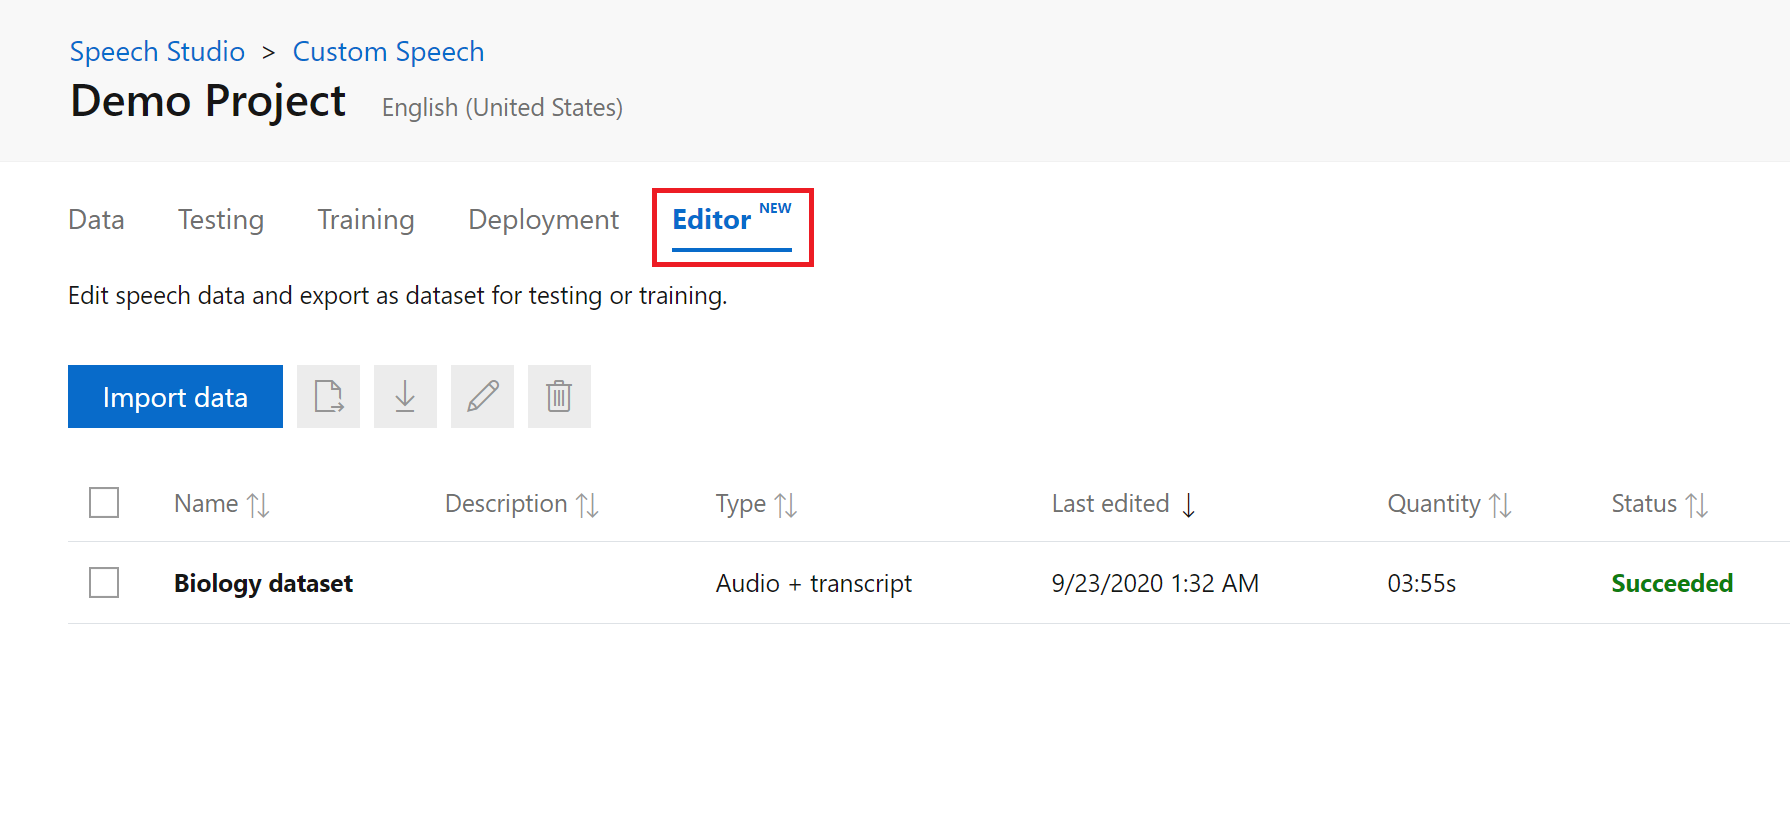 Speech Studio > Custom Speech
Demo Project English (United States)
Data Testing Training Deployment Editor NEW
Edit speech data and export as dataset for testing or training.
Import data
Name Description Type Last edited Quantity Status
Biology dataset Audio + transcript 9/23/2020 1:32 AM 03:55s Succeeded